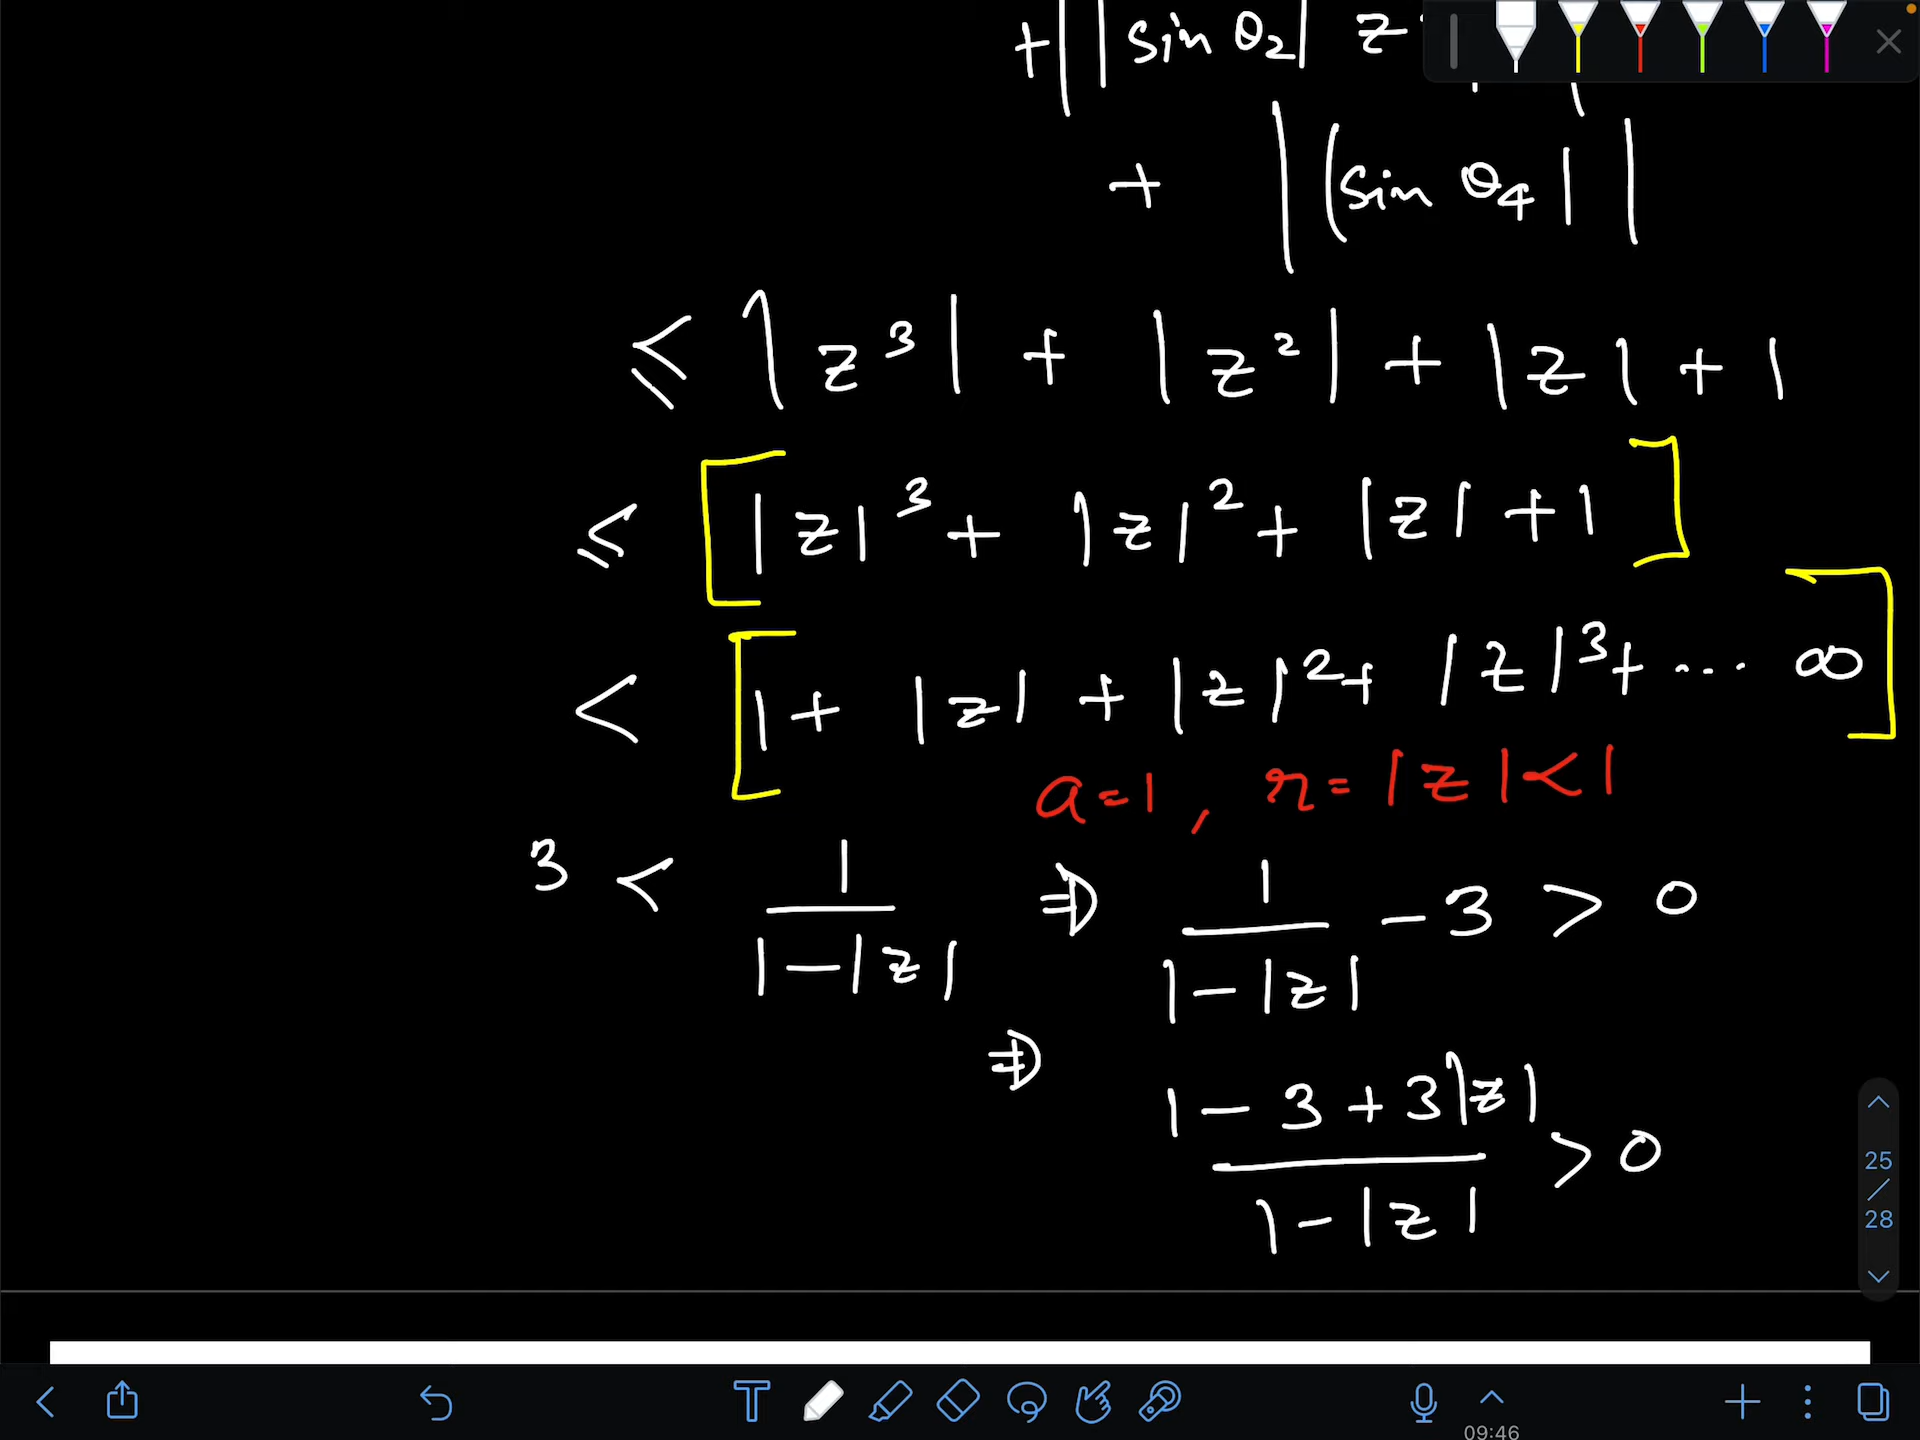 +||sin θ₂| z
+ |(sin θ₄| |
≤ |z³| + |z²| + |z| + 1
≤ [|z|³ + |z|² + |z| + 1]
< [1 + |z| + |z|² + |z|³ + ... ∞]
a = 1, r = |z| < 1
3 < 1/(1-|z|) ⇒ 1/(1-|z|) - 3 > 0
⇒ (1 - 3 + 3|z|)/(1-|z|) > 0
25
/
28
T
09:46